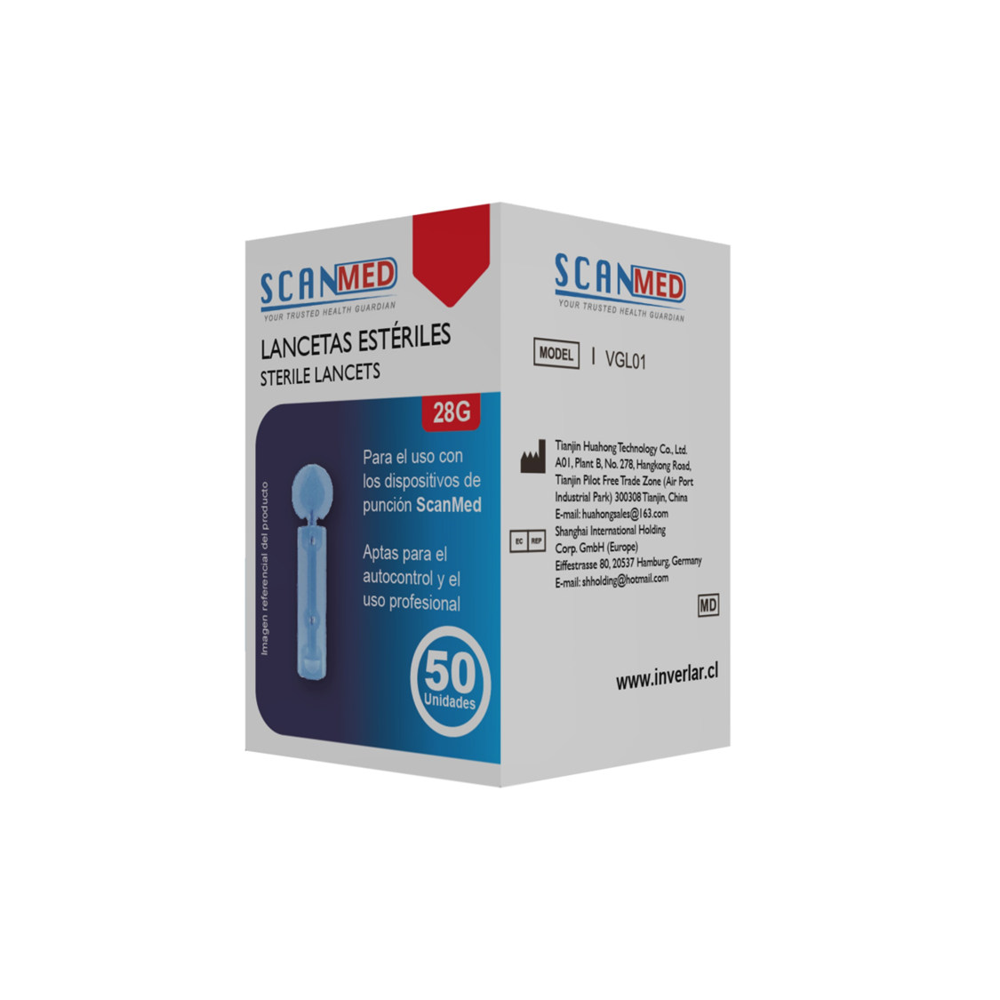 SCANMED
YOUR TRUSTED HEALTH GUARDIAN
LANCETAS ESTÉRILES
STERILE LANCETS
28G
Para el uso con
los dispositivos de
punción ScanMed
Aptas para el
autocontrol y el
uso profesional
Imagen referencial del producto
50
Unidades
SCANMED
YOUR TRUSTED HEALTH GUARDIAN
MODEL | VGL01
Tianjin Huahong Technology Co., Ltd.
A01, Plant B, No. 278, Hangkong Road,
Tianjin Pilot Free Trade Zone (Air Port
Industrial Park) 300308 Tianjin, China
E-mail: huahongsales@163.com
EC REP
Shanghai International Holding
Corp. GmbH (Europe)
Eiffestrasse 80, 20537 Hamburg, Germany
E-mail: shholding@hotmail.com
MD
www.inverlar.cl